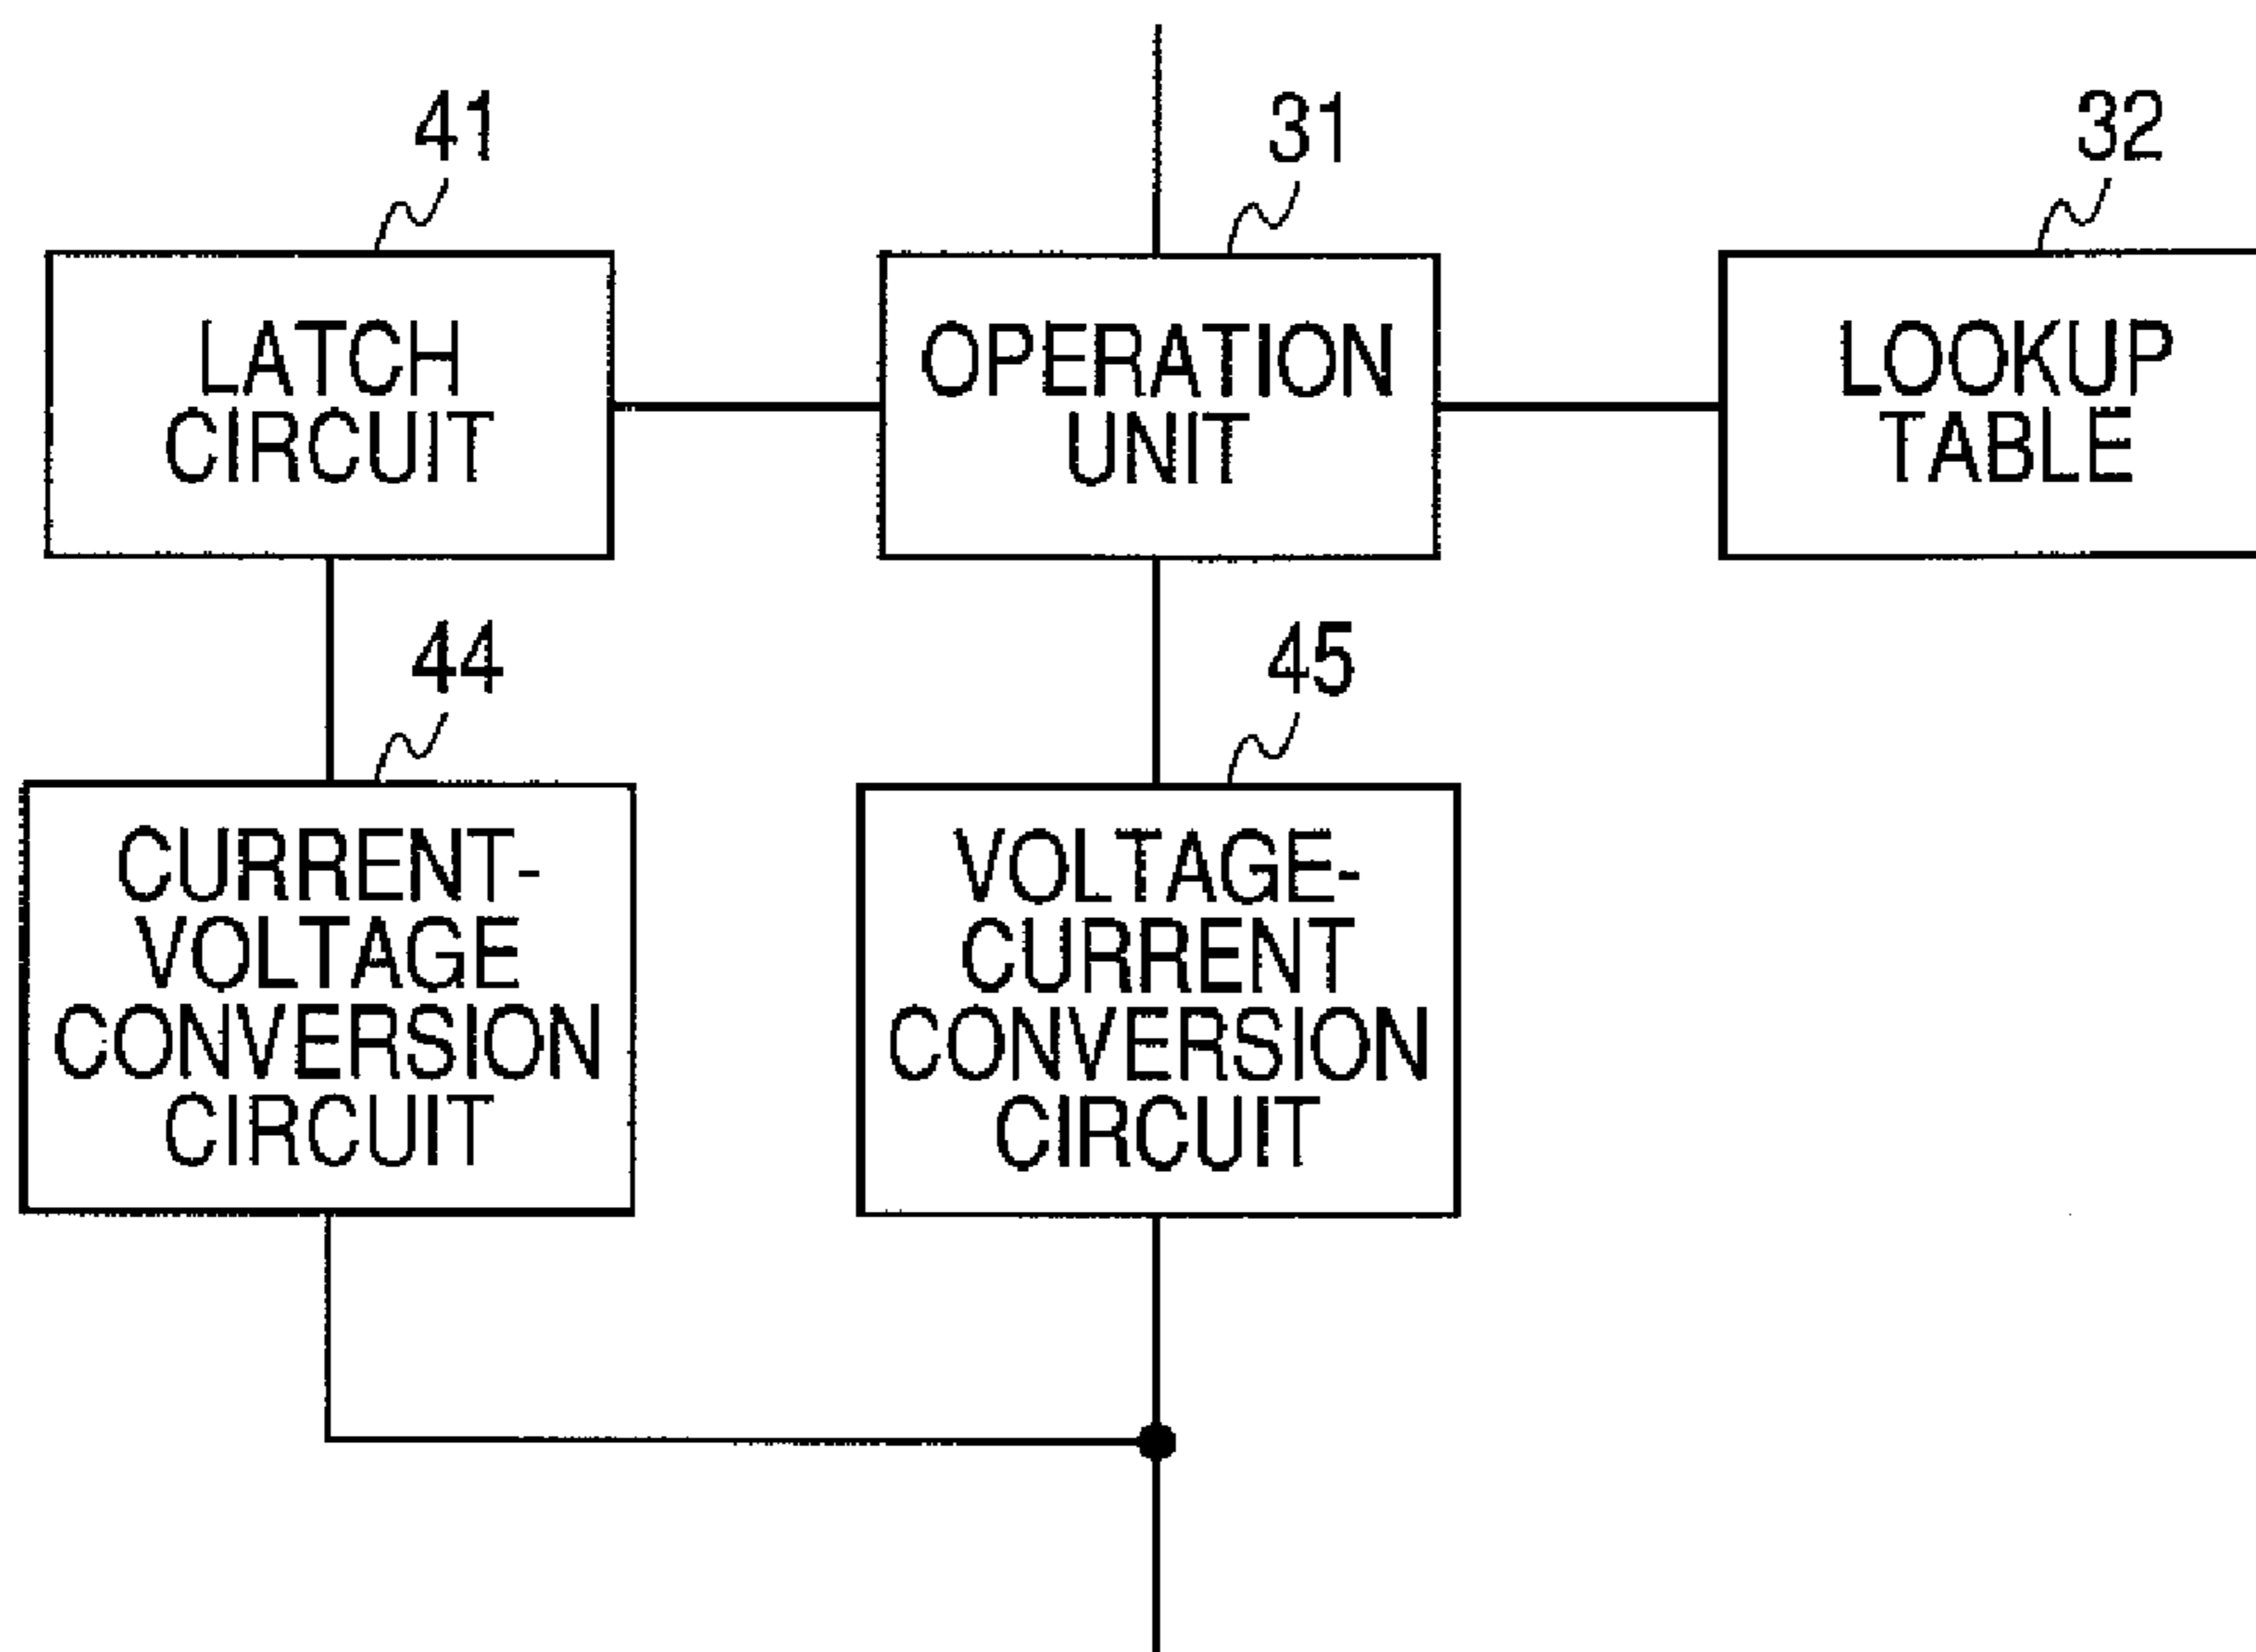 41
31
32
LATCH
CIRCUIT
OPERATION
UNIT
LOOKUP
TABLE
44
45
CURRENT-
VOLTAGE
CONVERSION
CIRCUIT
VOLTAGE-
CURRENT
CONVERSION
CIRCUIT